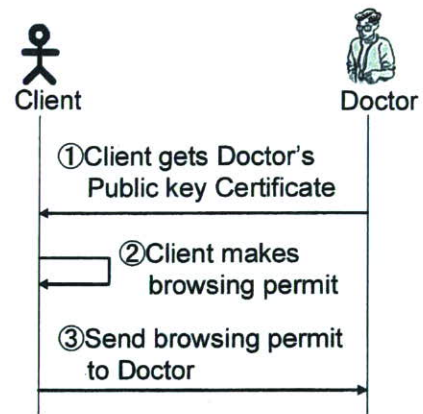 Client
Doctor
①Client gets Doctor's
Public key Certificate
②Client makes
browsing permit
③Send browsing permit
to Doctor